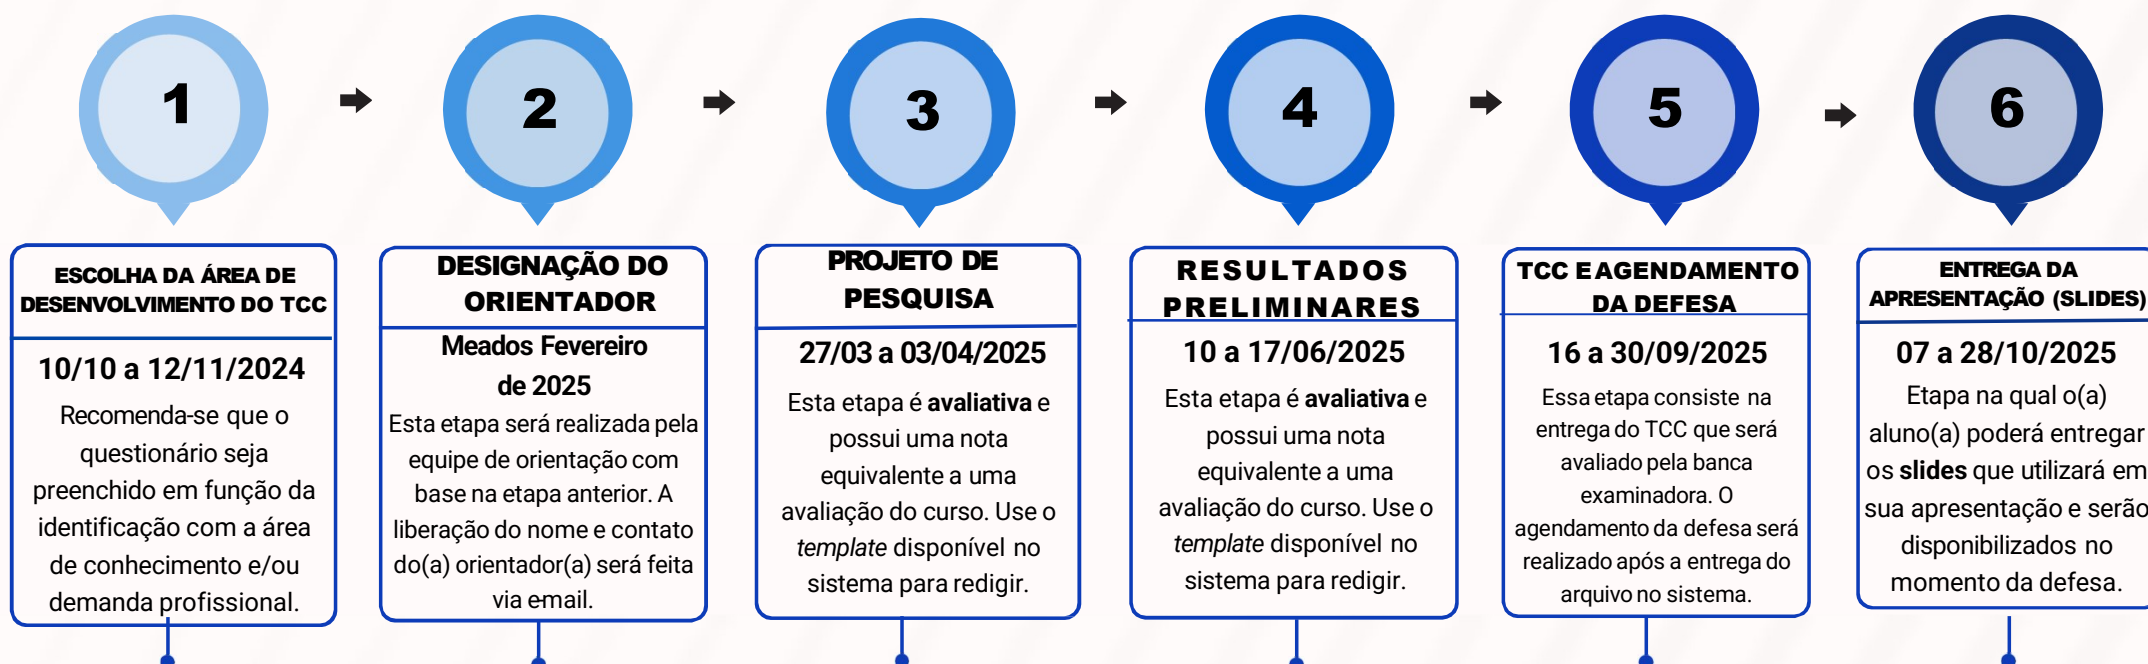 1
ESCOLHA DA ÁREA DE
DESENVOLVIMENTO DO TCC
10/10 a 12/11/2024
Recomenda-se que o
questionário seja
preenchido em função da
identificação com a área
de conhecimento e/ou
demanda profissional.
2
DESIGNAÇÃO DO
ORIENTADOR
Meados Fevereiro
de 2025
Esta etapa será realizada pela
equipe de orientação com
base na etapa anterior. A
liberação do nome e contato
do(a) orientador(a) será feita
via e-mail.
3
PROJETO DE
PESQUISA
27/03 a 03/04/2025
Esta etapa é avaliativa e
possui uma nota
equivalente a uma
avaliação do curso. Use o
template disponível no
sistema para redigir.
4
RESULTADOS
PRELIMINARES
10 a 17/06/2025
Esta etapa é avaliativa e
possui uma nota
equivalente a uma
avaliação do curso. Use o
template disponível no
sistema para redigir.
5
TCC E AGENDAMENTO
DA DEFESA
16 a 30/09/2025
Essa etapa consiste na
entrega do TCC que será
avaliado pela banca
examinadora. O
agendamento da defesa será
realizado após a entrega do
arquivo no sistema.
6
ENTREGA DA
APRESENTAÇÃO (SLIDES)
07 a 28/10/2025
Etapa na qual o(a)
aluno(a) poderá entregar
os slides que utilizará em
sua apresentação e serão
disponibilizados no
momento da defesa.